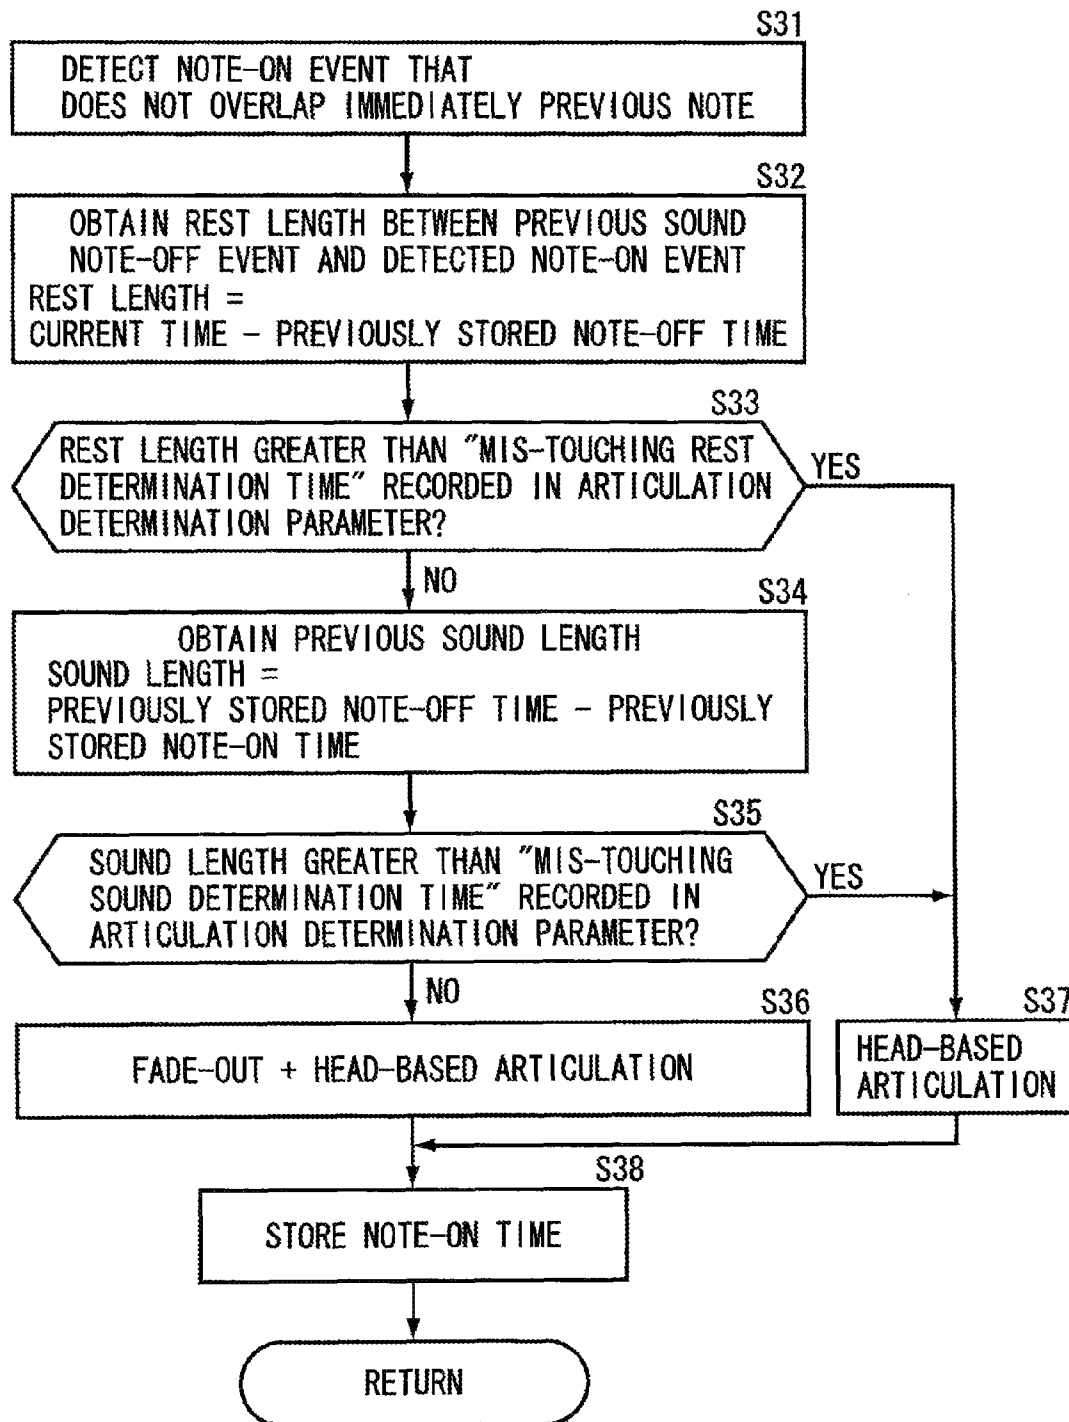 S31
DETECT NOTE-ON EVENT THAT
DOES NOT OVERLAP IMMEDIATELY PREVIOUS NOTE
S32
OBTAIN REST LENGTH BETWEEN PREVIOUS SOUND
NOTE-OFF EVENT AND DETECTED NOTE-ON EVENT
REST LENGTH =
CURRENT TIME - PREVIOUSLY STORED NOTE-OFF TIME
S33
REST LENGTH GREATER THAN "MIS-TOUCHING REST
DETERMINATION TIME" RECORDED IN ARTICULATION
DETERMINATION PARAMETER?
YES
NO
S34
OBTAIN PREVIOUS SOUND LENGTH
SOUND LENGTH =
PREVIOUSLY STORED NOTE-OFF TIME - PREVIOUSLY
STORED NOTE-ON TIME
S35
SOUND LENGTH GREATER THAN "MIS-TOUCHING
SOUND DETERMINATION TIME" RECORDED IN
ARTICULATION DETERMINATION PARAMETER?
YES
NO
S36
FADE-OUT + HEAD-BASED ARTICULATION
S37
HEAD-BASED
ARTICULATION
S38
STORE NOTE-ON TIME
RETURN